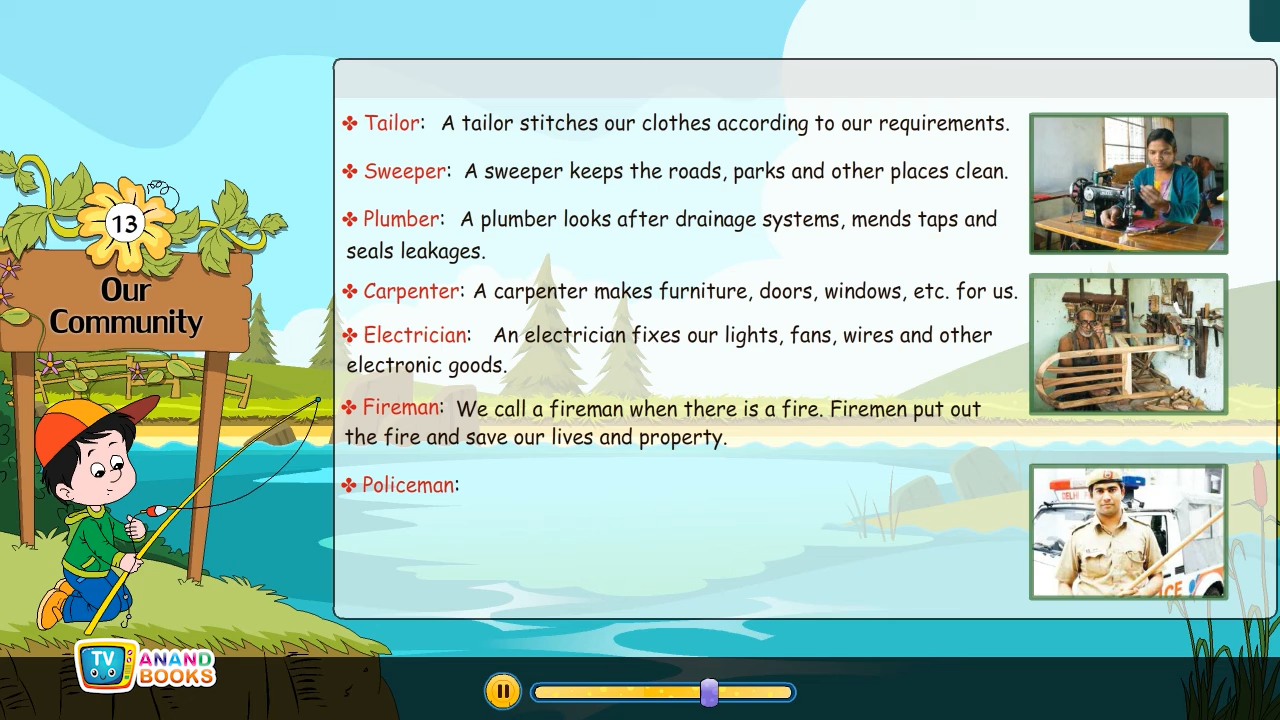 13
Our
Community
✤ Tailor: A tailor stitches our clothes according to our requirements.
✤ Sweeper: A sweeper keeps the roads, parks and other places clean.
✤ Plumber: A plumber looks after drainage systems, mends taps and
seals leakages.
✤ Carpenter: A carpenter makes furniture, doors, windows, etc. for us.
✤ Electrician: An electrician fixes our lights, fans, wires and other
electronic goods.
✤ Fireman: We call a fireman when there is a fire. Firemen put out
the fire and save our lives and property.
✤ Policeman:
DELHI
ICE
TV
ANAND
BOOKS